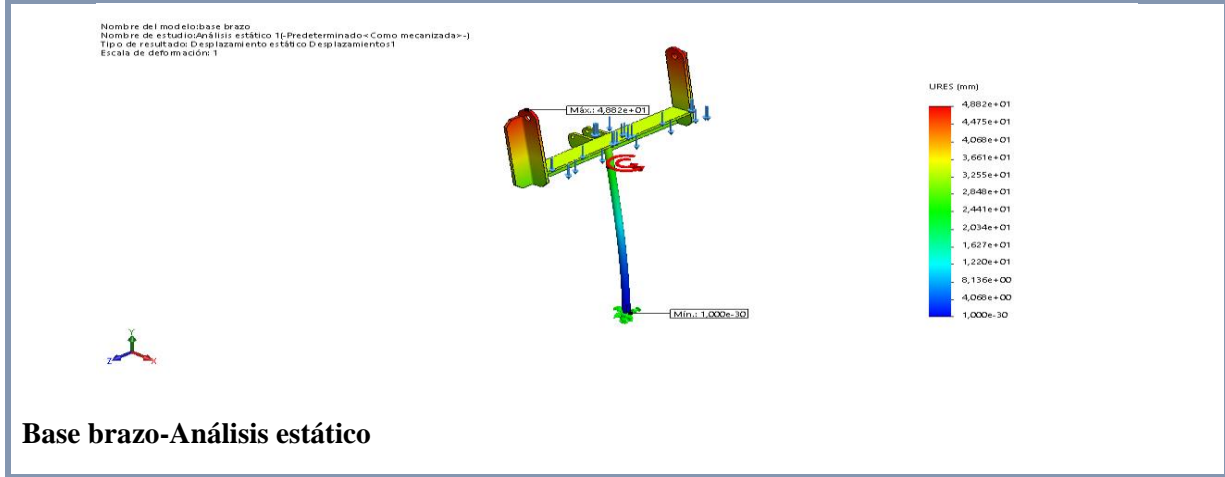 Nombre del modelo:base brazo
Nombre de estudio:Análisis estático 1(-Predeterminado<Como mecanizada>-)
Tipo de resultado: Desplazamiento estático Desplazamientos1
Escala de deformación: 1
URES (mm)
Máx.: 4,882e+01
4,882e+01
4,475e+01
4,068e+01
3,661e+01
3,255e+01
2,848e+01
2,441e+01
2,034e+01
1,627e+01
1,220e+01
8,136e+00
4,068e+00
1,000e-30
Mín.: 1,000e-30
Y
Z
X
Base brazo-Análisis estático